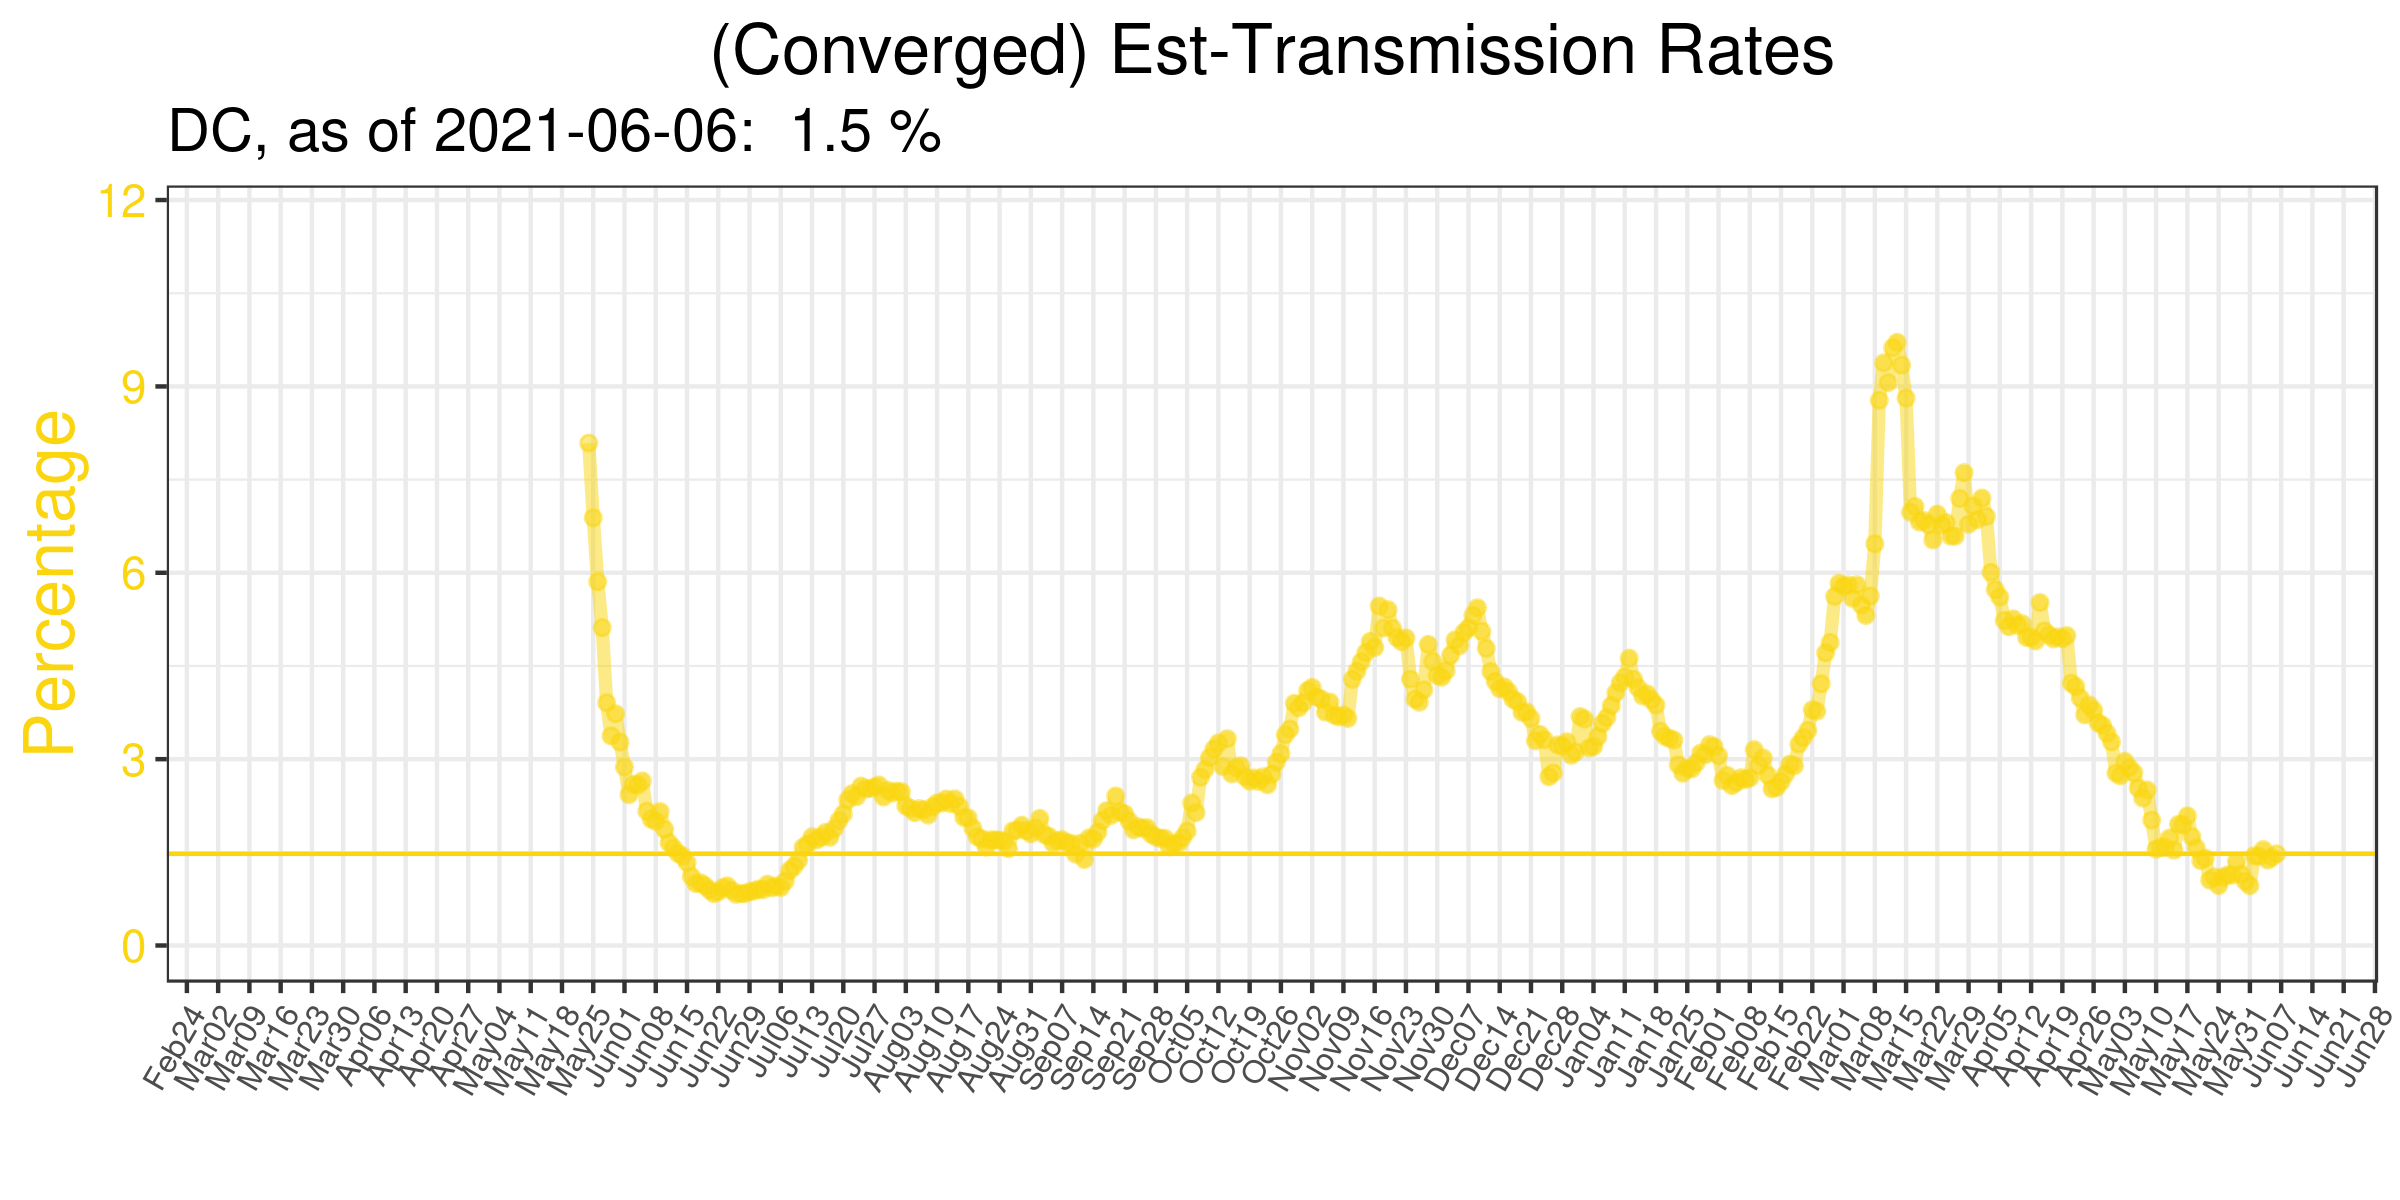 (Converged) Est-Transmission Rates
DC, as of 2021-06-06:  1.5 %
Percentage
12
9
6
3
0
Feb24
Mar02
Mar09
Mar16
Mar23
Mar30
Apr06
Apr13
Apr20
Apr27
May04
May11
May18
May25
Jun01
Jun08
Jun15
Jun22
Jun29
Jul06
Jul13
Jul20
Jul27
Aug03
Aug10
Aug17
Aug24
Aug31
Sep07
Sep14
Sep21
Sep28
Oct05
Oct12
Oct19
Oct26
Nov02
Nov09
Nov16
Nov23
Nov30
Dec07
Dec14
Dec21
Dec28
Jan04
Jan11
Jan18
Jan25
Feb01
Feb08
Feb15
Feb22
Mar01
Mar08
Mar15
Mar22
Mar29
Apr05
Apr12
Apr19
Apr26
May03
May10
May17
May24
May31
Jun07
Jun14
Jun21
Jun28